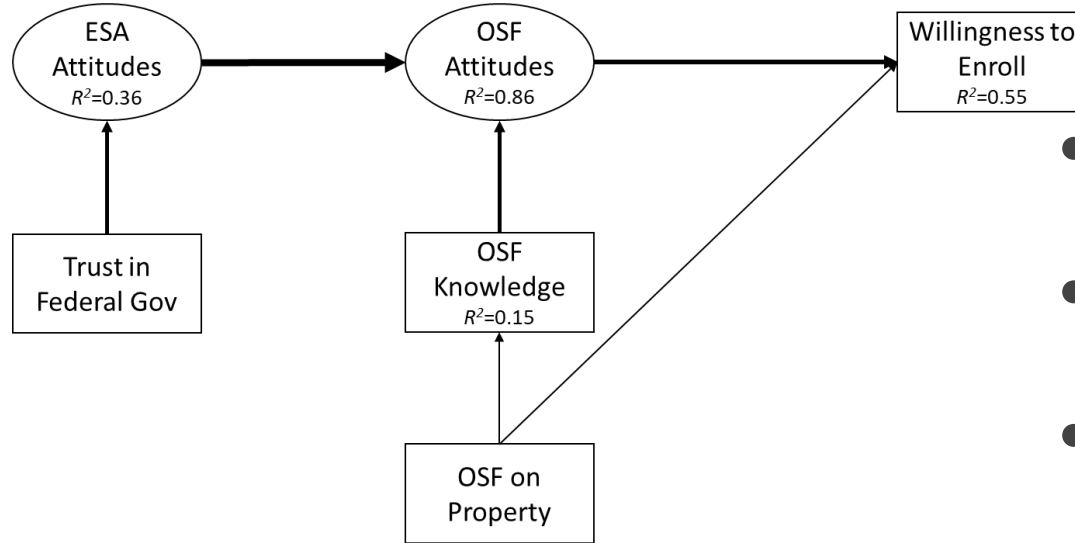 ESA
Attitudes
R²=0.36
OSF
Attitudes
R²=0.86
Willingness to
Enroll
R²=0.55
Trust in
Federal Gov
OSF
Knowledge
R²=0.15
OSF on
Property